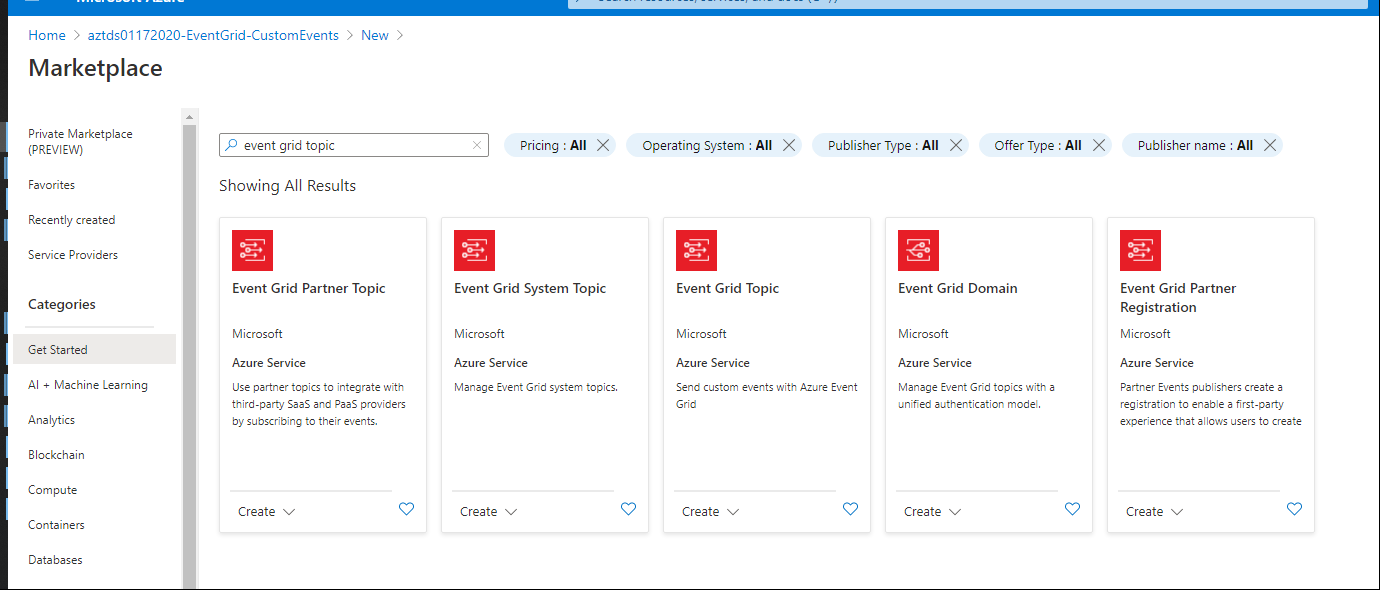 Microsoft Azure
Search resources, services, and docs (G+/)
Home > aztds01172020-EventGrid-CustomEvents > New >
Marketplace
Private Marketplace
(PREVIEW)
Favorites
Recently created
Service Providers
Categories
Get Started
AI + Machine Learning
Analytics
Blockchain
Compute
Containers
Databases
event grid topic
Pricing : All
Operating System : All
Publisher Type : All
Offer Type : All
Publisher name : All
Showing All Results
Event Grid Partner Topic
Microsoft
Azure Service
Use partner topics to integrate with
third-party SaaS and PaaS providers
by subscribing to their events.
Create
Event Grid System Topic
Microsoft
Azure Service
Manage Event Grid system topics.
Create
Event Grid Topic
Microsoft
Azure Service
Send custom events with Azure Event
Grid
Create
Event Grid Domain
Microsoft
Azure Service
Manage Event Grid topics with a
unified authentication model.
Create
Event Grid Partner
Registration
Microsoft
Azure Service
Partner Events publishers create a
registration to enable a first-party
experience that allows users to create
Create